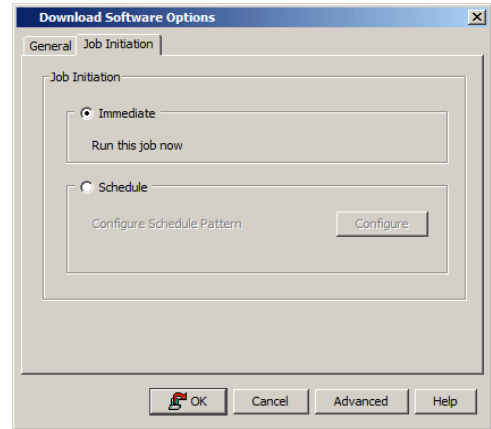 Download Software Options
General Job Initiation
Job Initiation
Immediate
Run this job now
Schedule
Configure Schedule Pattern Configure
OK Cancel Advanced Help